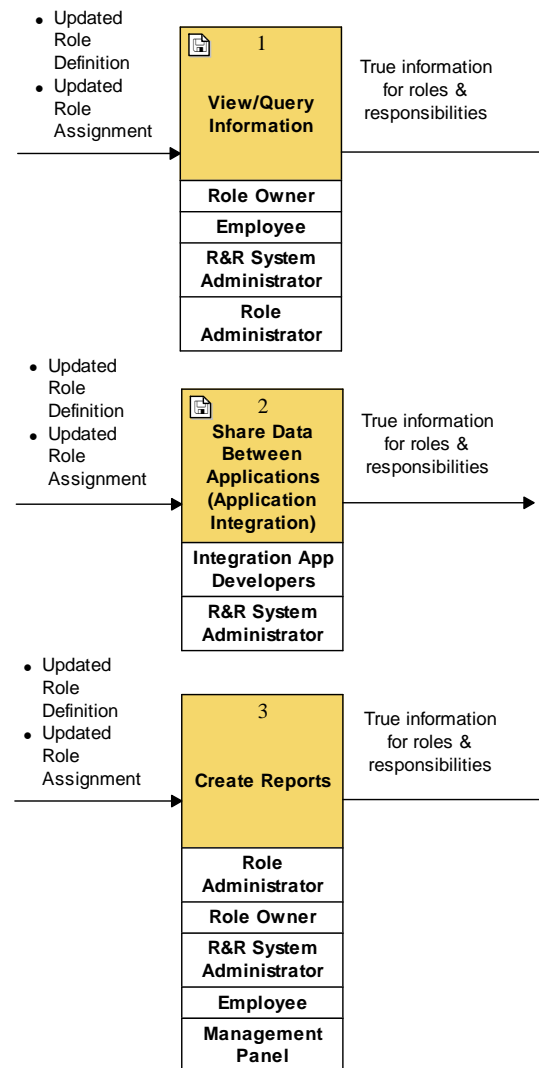 • Updated
Role
Definition
• Updated
Role
Assignment
1
View/Query
Information
True information
for roles &
responsibilities
Role Owner
Employee
R&R System
Administrator
Role
Administrator
• Updated
Role
Definition
• Updated
Role
Assignment
2
Share Data
Between
Applications
(Application
Integration)
True information
for roles &
responsibilities
Integration App
Developers
R&R System
Administrator
• Updated
Role
Definition
• Updated
Role
Assignment
3
Create Reports
True information
for roles &
responsibilities
Role
Administrator
Role Owner
R&R System
Administrator
Employee
Management
Panel